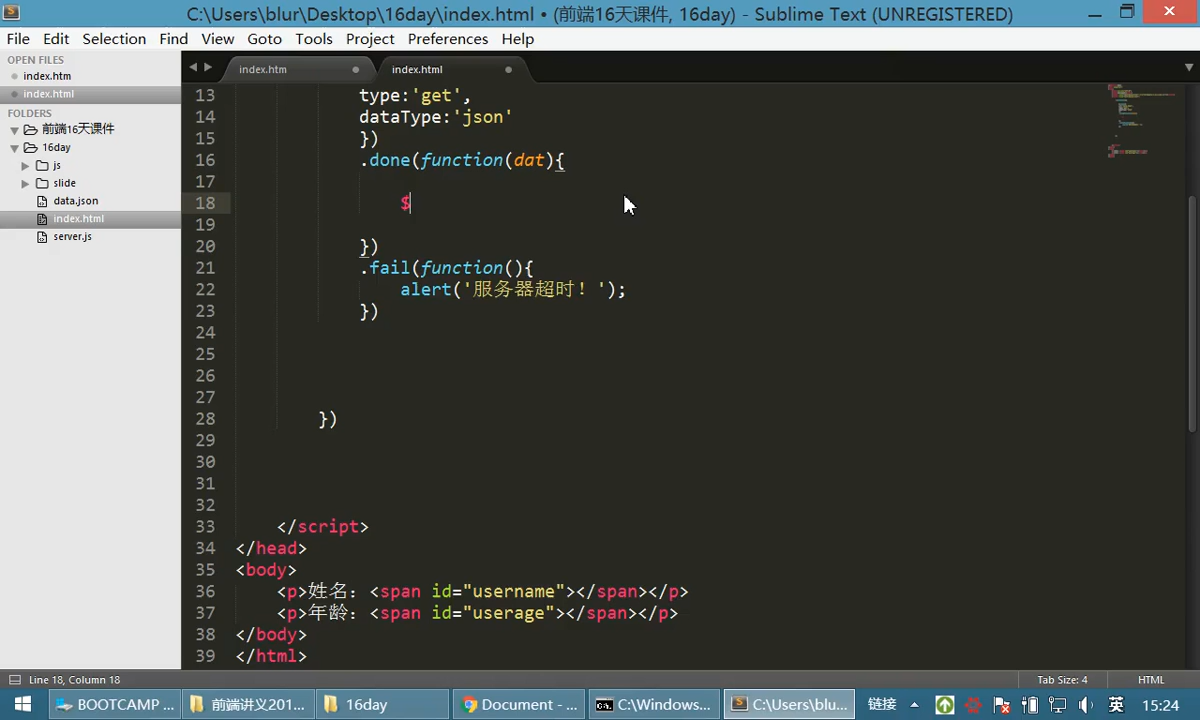 C:\Users\blur\Desktop\16day\index.html • (前端16天课件, 16day) - Sublime Text (UNREGISTERED)
File Edit Selection Find View Goto Tools Project Preferences Help
OPEN FILES
index.htm
index.html
FOLDERS
前端16天课件
16day
js
slide
data.json
index.html
server.js
index.htm
index.html
13 type:'get',
14 dataType:'json'
15 })
16 .done(function(dat){
17
18 $
19
20 })
21 .fail(function(){
22 alert('服务器超时！');
23 })
24
25
26
27
28 })
29
30
31
32
33 </script>
34 </head>
35 <body>
36 <p>姓名：<span id="username"></span></p>
37 <p>年龄：<span id="userage"></span></p>
38 </body>
39 </html>
Line 18, Column 18 Tab Size: 4 HTML
BOOTCAMP ... 前端讲义201... 16day Document - ... C:\Windows... C:\Users\blu... 链接 英 15:24